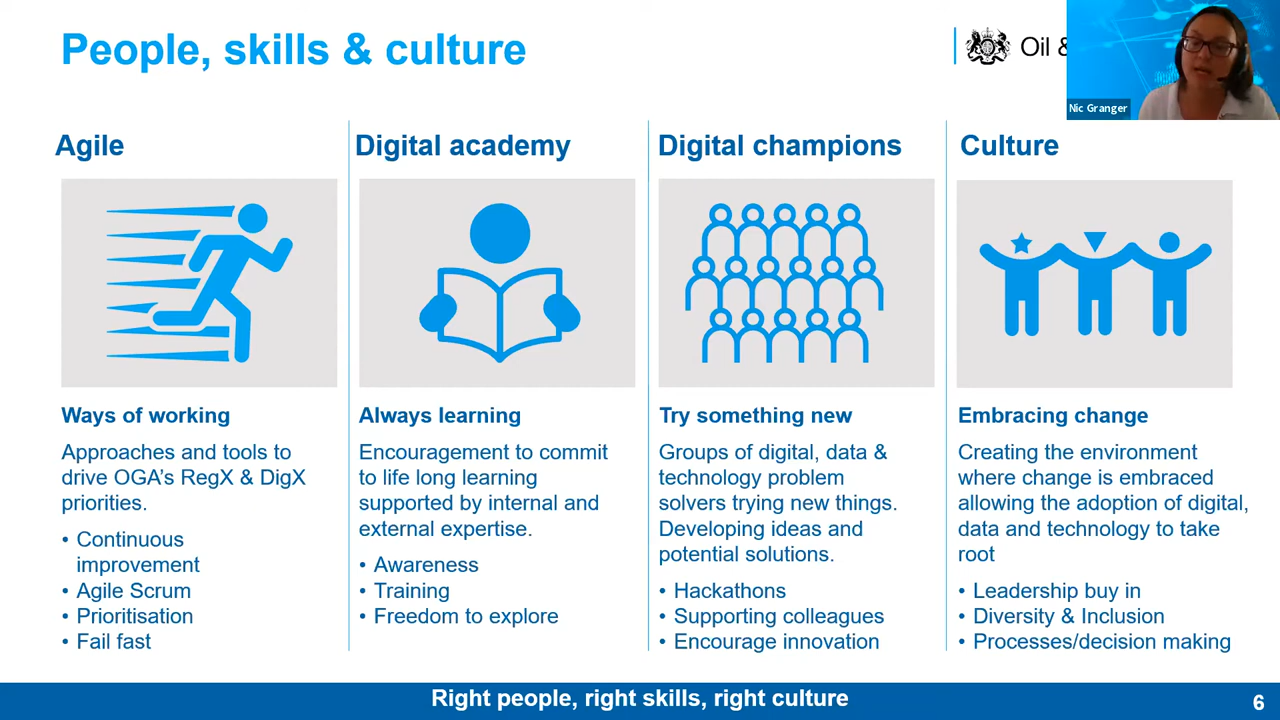 People, skills & culture
Oil &
Nic Granger
Agile
Ways of working
Approaches and tools to
drive OGA's RegX & DigX
priorities.
• Continuous
improvement
• Agile Scrum
• Prioritisation
• Fail fast
Digital academy
Always learning
Encouragement to commit
to life long learning
supported by internal and
external expertise.
• Awareness
• Training
• Freedom to explore
Digital champions
Try something new
Groups of digital, data &
technology problem
solvers trying new things.
Developing ideas and
potential solutions.
• Hackathons
• Supporting colleagues
• Encourage innovation
Culture
Embracing change
Creating the environment
where change is embraced
allowing the adoption of digital,
data and technology to take
root
• Leadership buy in
• Diversity & Inclusion
• Processes/decision making
Right people, right skills, right culture
6